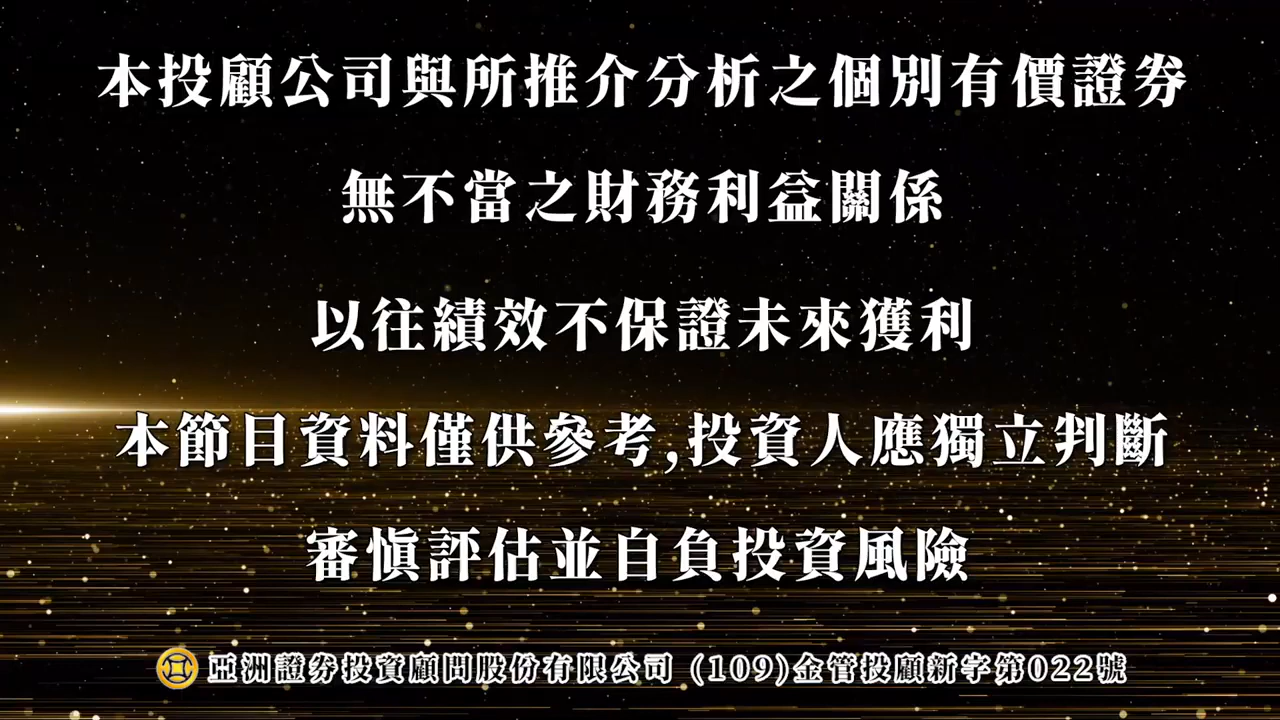 本投顧公司與所推介分析之個別有價證券
無不當之財務利益關係
以往績效不保證未來獲利
本節目資料僅供參考,投資人應獨立判斷
審慎評估並自負投資風險
亞洲證券投資顧問股份有限公司 (109)金管投顧新字第022號